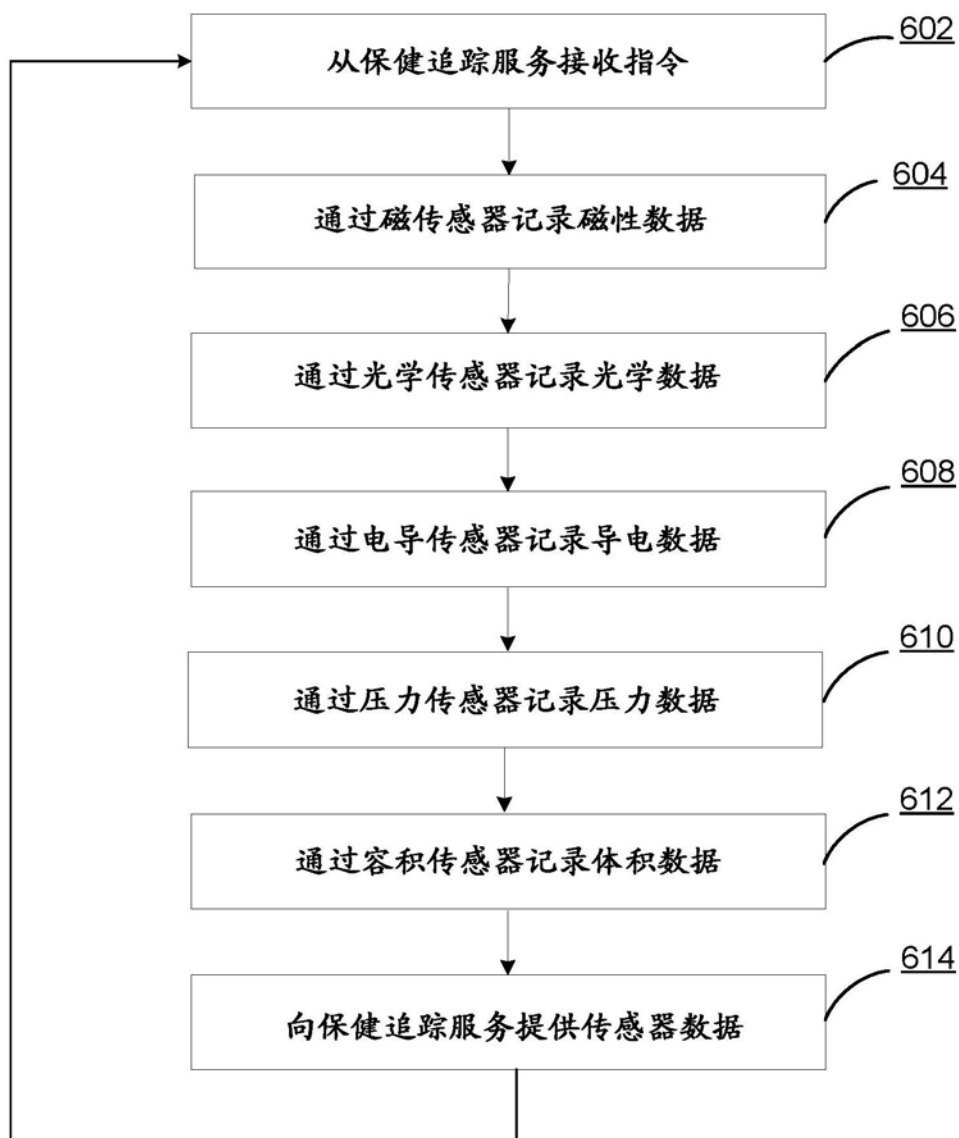 从保健追踪服务接收指令
602
通过磁传感器记录磁性数据
604
通过光学传感器记录光学数据
606
通过电导传感器记录导电数据
608
通过压力传感器记录压力数据
610
通过容积传感器记录体积数据
612
向保健追踪服务提供传感器数据
614